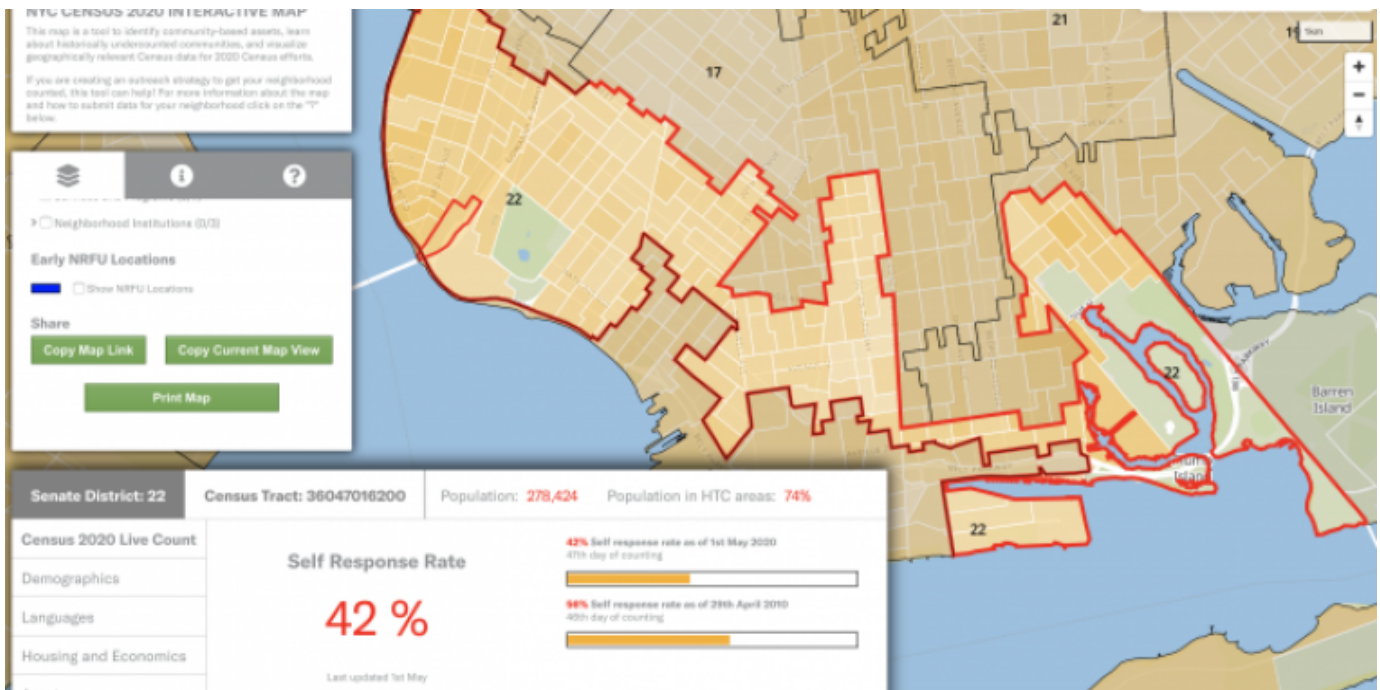 NYC CENSUS 2020 INTERACTIVE MAP
This map is a tool to identify community-based assets, learn
about historically undercounted communities, and visualize
geographically relevant Census data for 2020 Census efforts.
If you are creating an outreach strategy to get your neighborhood
counted, this tool can help! For more information about the map
and how to submit data for your neighborhood click on the "?"
below.
Neighborhood Institutions (0/3)
Early NRFU Locations
Show NRFU Locations
Share
Copy Map Link
Copy Current Map View
Print Map
21
1km
17
22
22
Barren
Island
Island
22
Senate District: 22
Census Tract: 36047016200
Population: 278,424
Population in HTC areas: 74%
Census 2020 Live Count
Demographics
Languages
Housing and Economics
Self Response Rate
42 %
Last updated 1st May
42% Self response rate as of 1st May 2020
47th day of counting
56% Self response rate as of 29th April 2010
46th day of counting